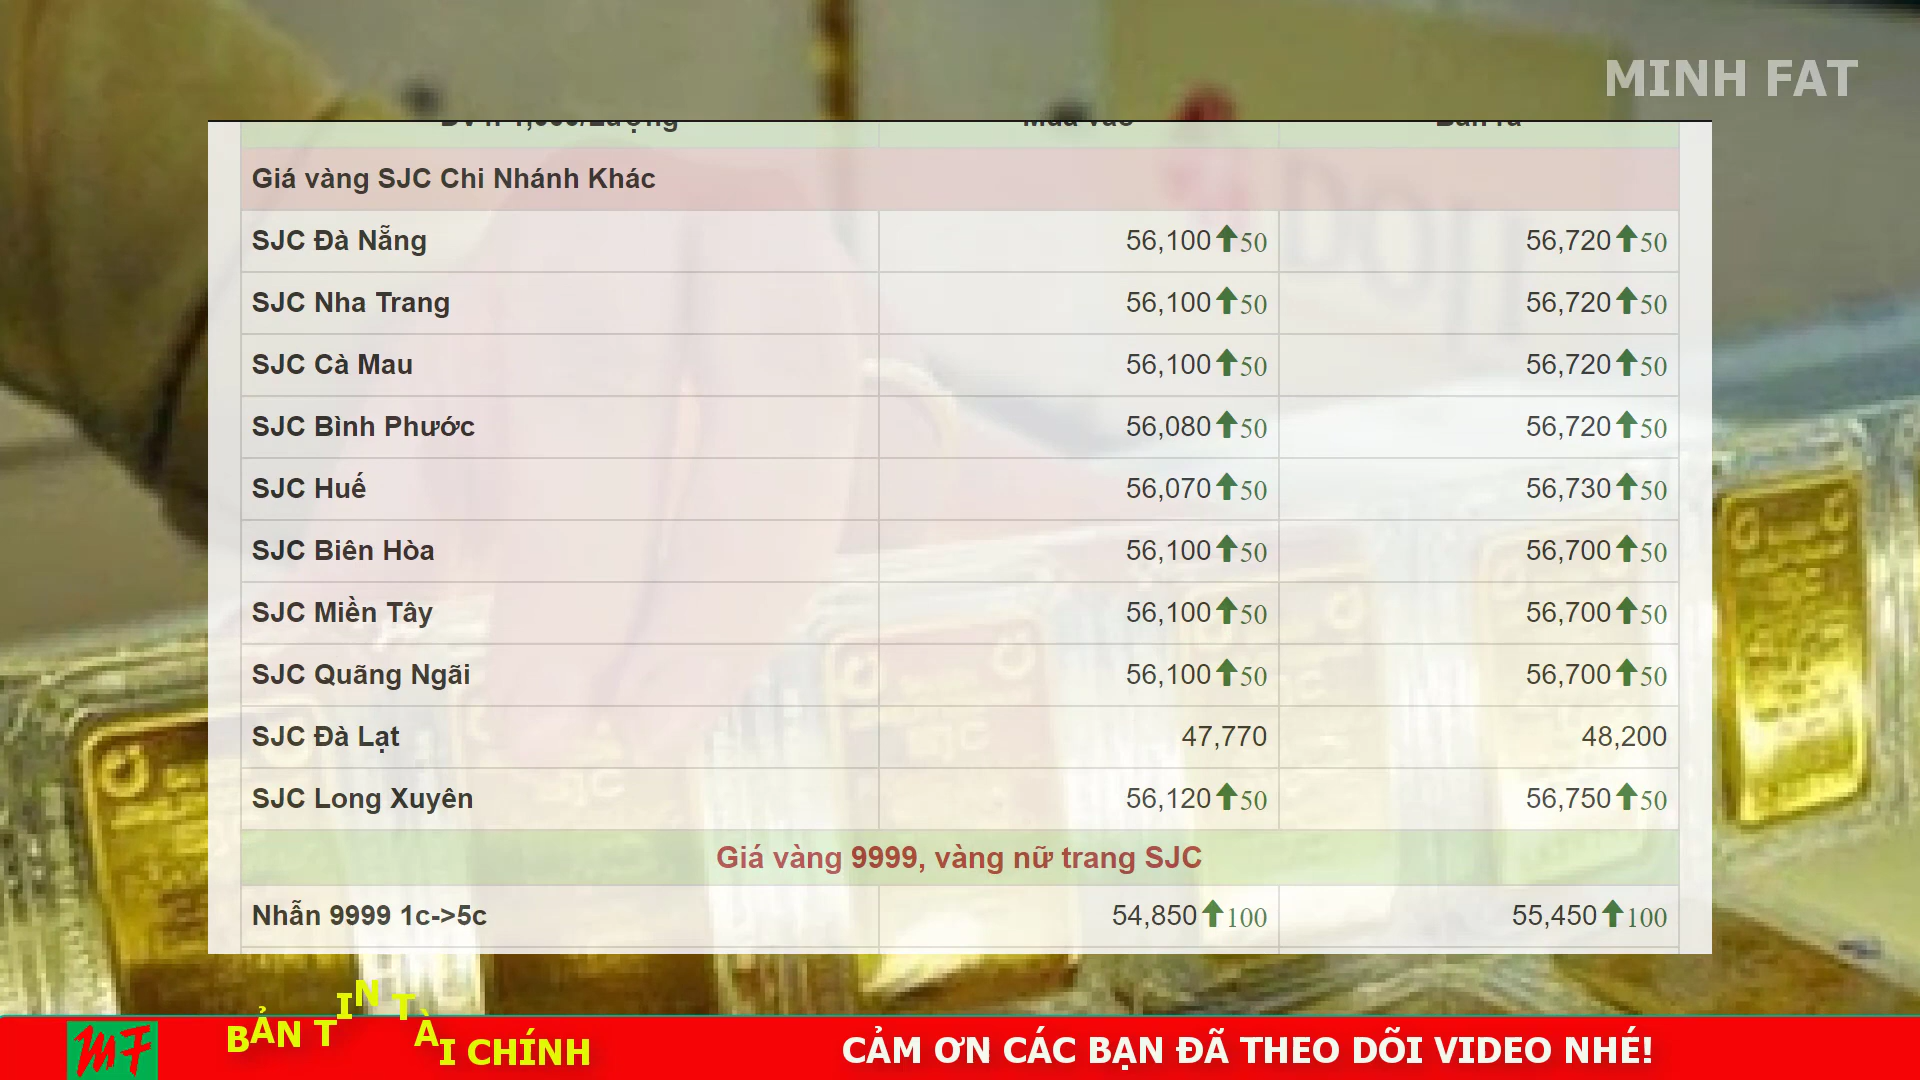 MINH FAT
Mua vào Bán ra
Giá vàng SJC Chi Nhánh Khác
SJC Đà Nẵng 56,100 50 56,720 50
SJC Nha Trang 56,100 50 56,720 50
SJC Cà Mau 56,100 50 56,720 50
SJC Bình Phước 56,080 50 56,720 50
SJC Huế 56,070 50 56,730 50
SJC Biên Hòa 56,100 50 56,700 50
SJC Miền Tây 56,100 50 56,700 50
SJC Quãng Ngãi 56,100 50 56,700 50
SJC Đà Lạt 47,770 48,200
SJC Long Xuyên 56,120 50 56,750 50
Giá vàng 9999, vàng nữ trang SJC
Nhẫn 9999 1c->5c 54,850 100 55,450 100
MF BẢN TIN TÀI CHÍNH CẢM ƠN CÁC BẠN ĐÃ THEO DÕI VIDEO NHÉ!